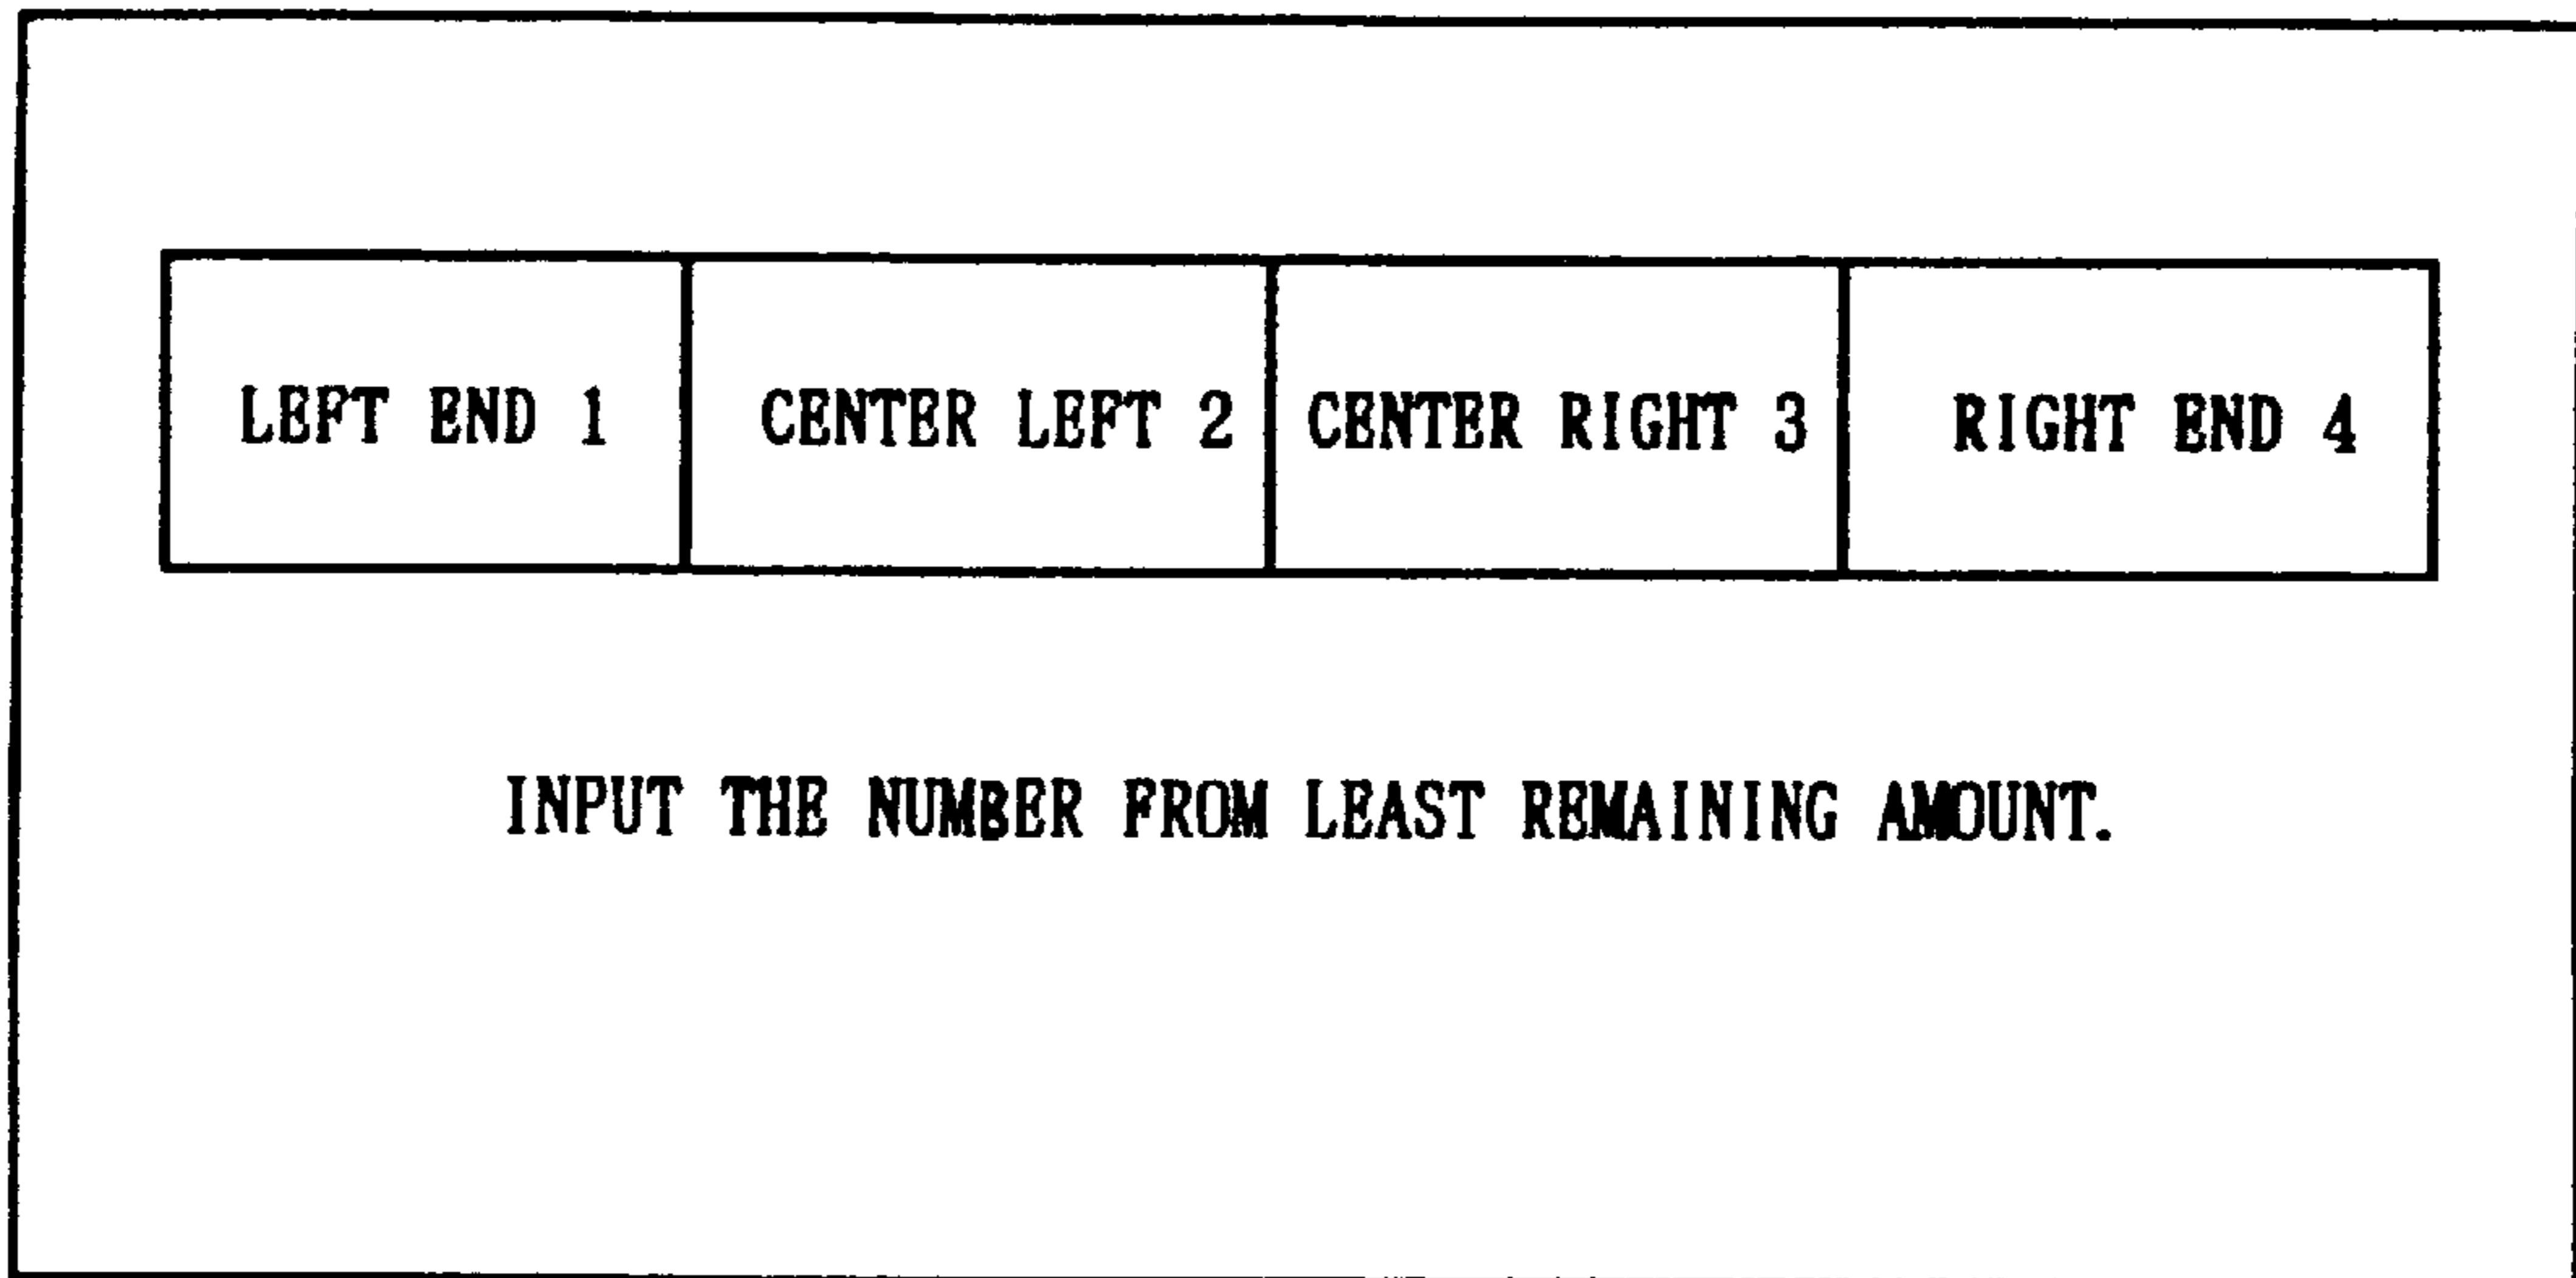 LEFT END 1 CENTER LEFT 2 CENTER RIGHT 3 RIGHT END 4
INPUT THE NUMBER FROM LEAST REMAINING AMOUNT.